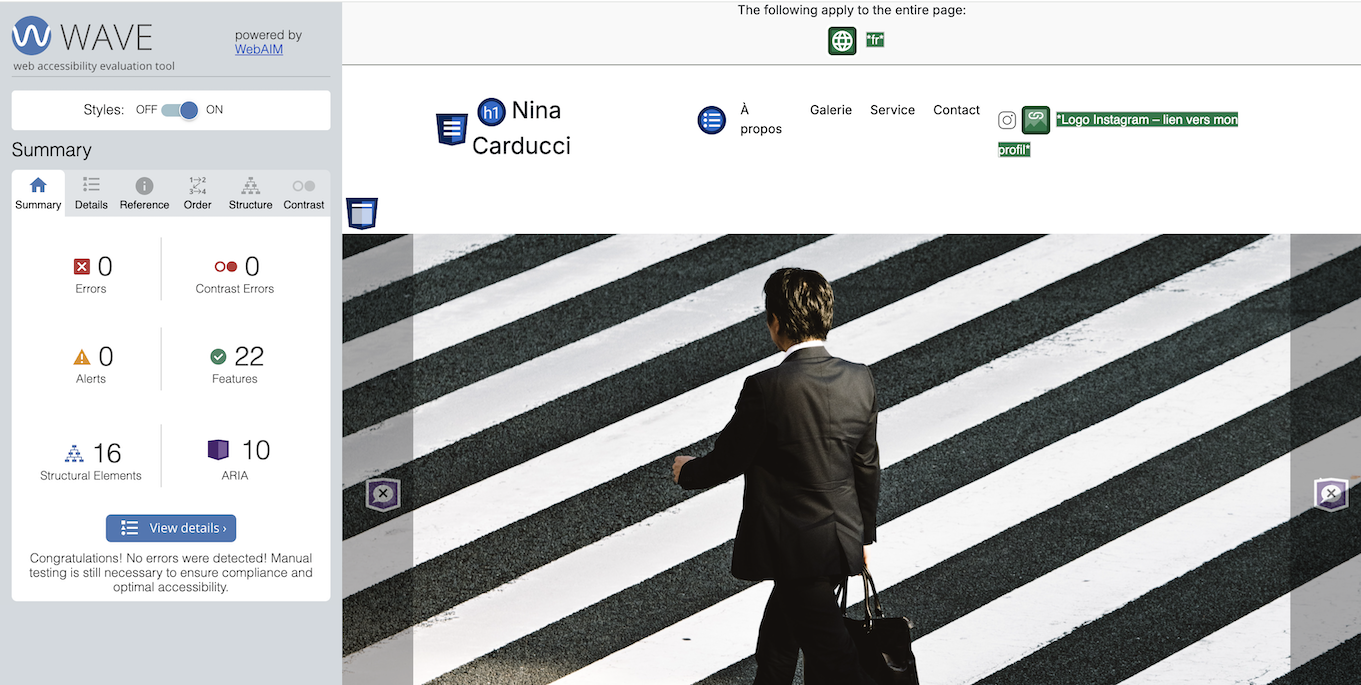 WAVE
web accessibility evaluation tool
powered by
WebAIM
Styles: OFF ON
Summary
Summary Details Reference Order Structure Contrast
0
Errors
0
Contrast Errors
0
Alerts
22
Features
16
Structural Elements
10
ARIA
View details ›
Congratulations! No errors were detected! Manual
testing is still necessary to ensure compliance and
optimal accessibility.
The following apply to the entire page:
*fr*
h1 Nina
Carducci
À
propos
Galerie Service Contact
*Logo Instagram – lien vers mon
profil*